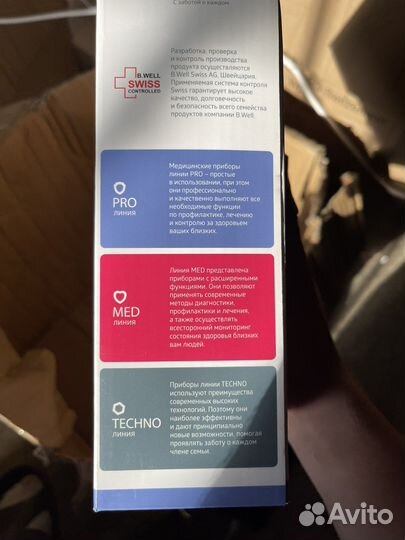 С заботой о каждом
Разработка, проверка
и контроль производства
продукта осуществляются
B.Well Swiss AG, Швейцария.
Применяемая система контроля
Swiss гарантирует высокое
качество, долговечность
и безопасность всего семейства
продуктов компании B.Well.
B.WELL
SWISS
CONTROLLED
Медицинские приборы
линии PRO – простые
в использовании, при этом
они профессионально
и качественно выполняют все
необходимые функции
по профилактике, лечению
и контролю за здоровьем
ваших близких.
PRO
линия
Линия MED представлена
приборами с расширенными
функциями. Они позволяют
применять современные
методы диагностики,
профилактики и лечения,
а также осуществлять
всесторонний мониторинг
состояния здоровья близких
вам людей.
MED
линия
Приборы линии TECHNO
используют преимущества
современных высоких
технологий. Поэтому они
наиболее эффективны
и дают принципиально
новые возможности, помогая
проявлять заботу о каждом
члене семьи.
TECHNO
линия
Avito